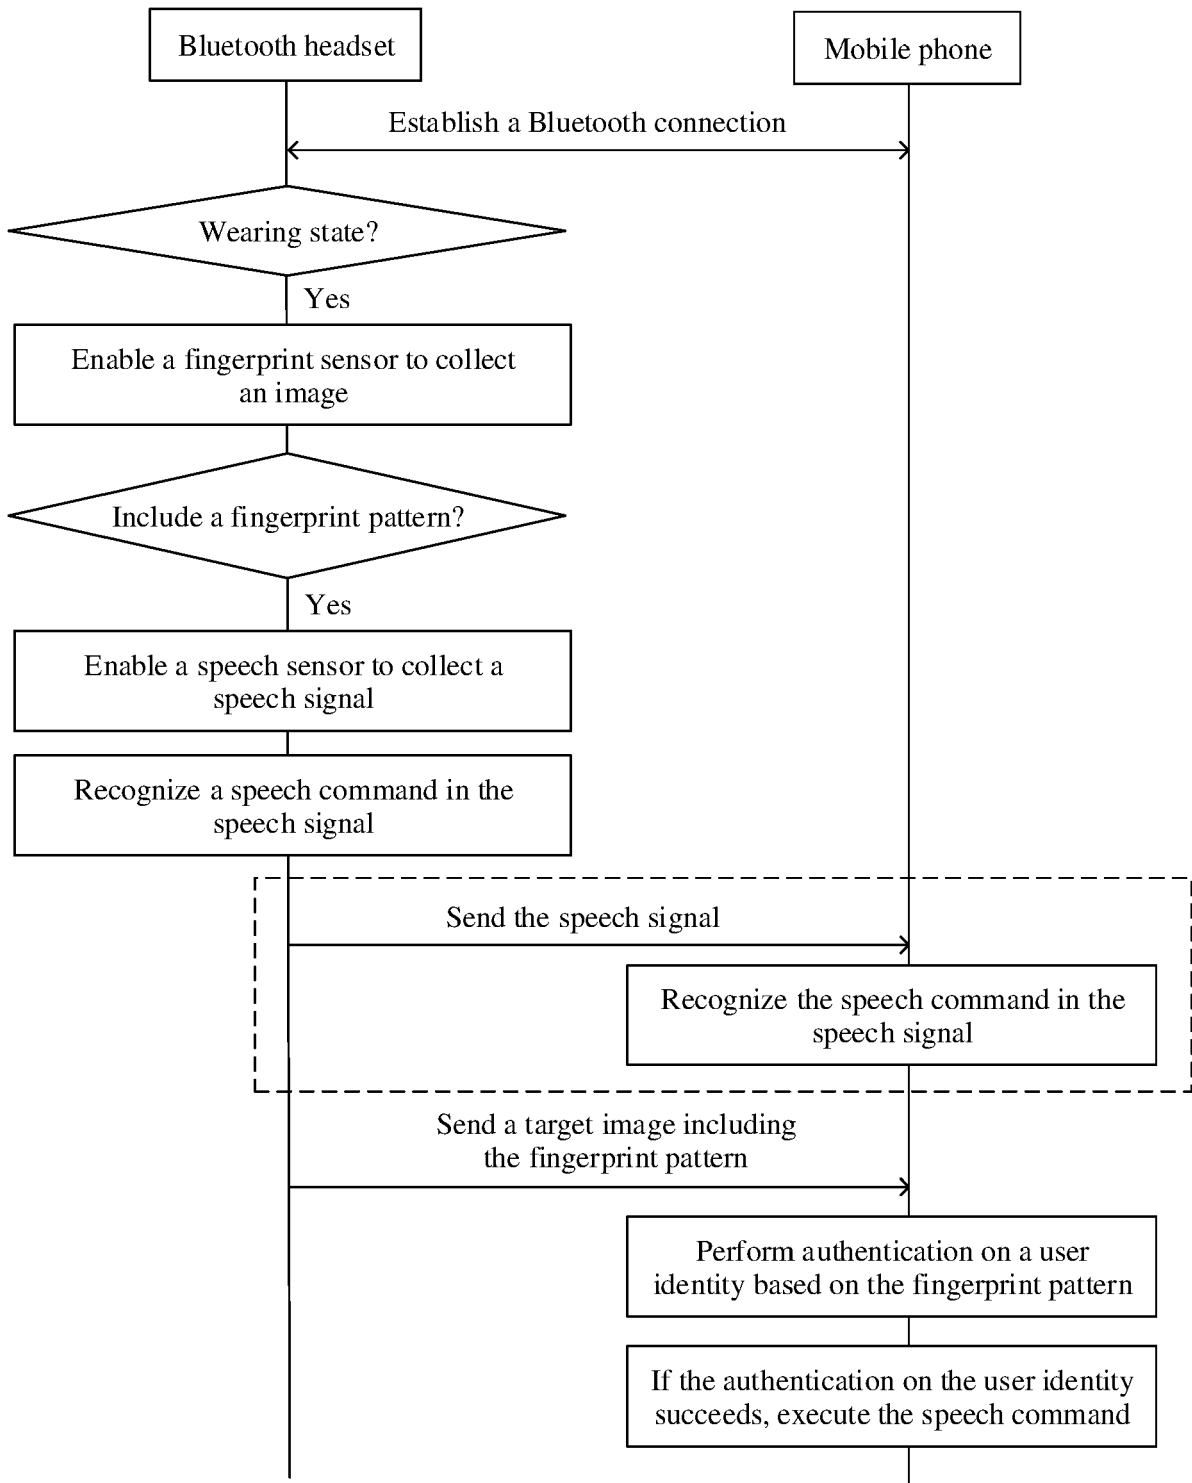 Bluetooth headset
Mobile phone
Establish a Bluetooth connection
Wearing state?
Yes
Enable a fingerprint sensor to collect
an image
Include a fingerprint pattern?
Yes
Enable a speech sensor to collect a
speech signal
Recognize a speech command in the
speech signal
Send the speech signal
Recognize the speech command in the
speech signal
Send a target image including
the fingerprint pattern
Perform authentication on a user
identity based on the fingerprint pattern
If the authentication on the user identity
succeeds, execute the speech command